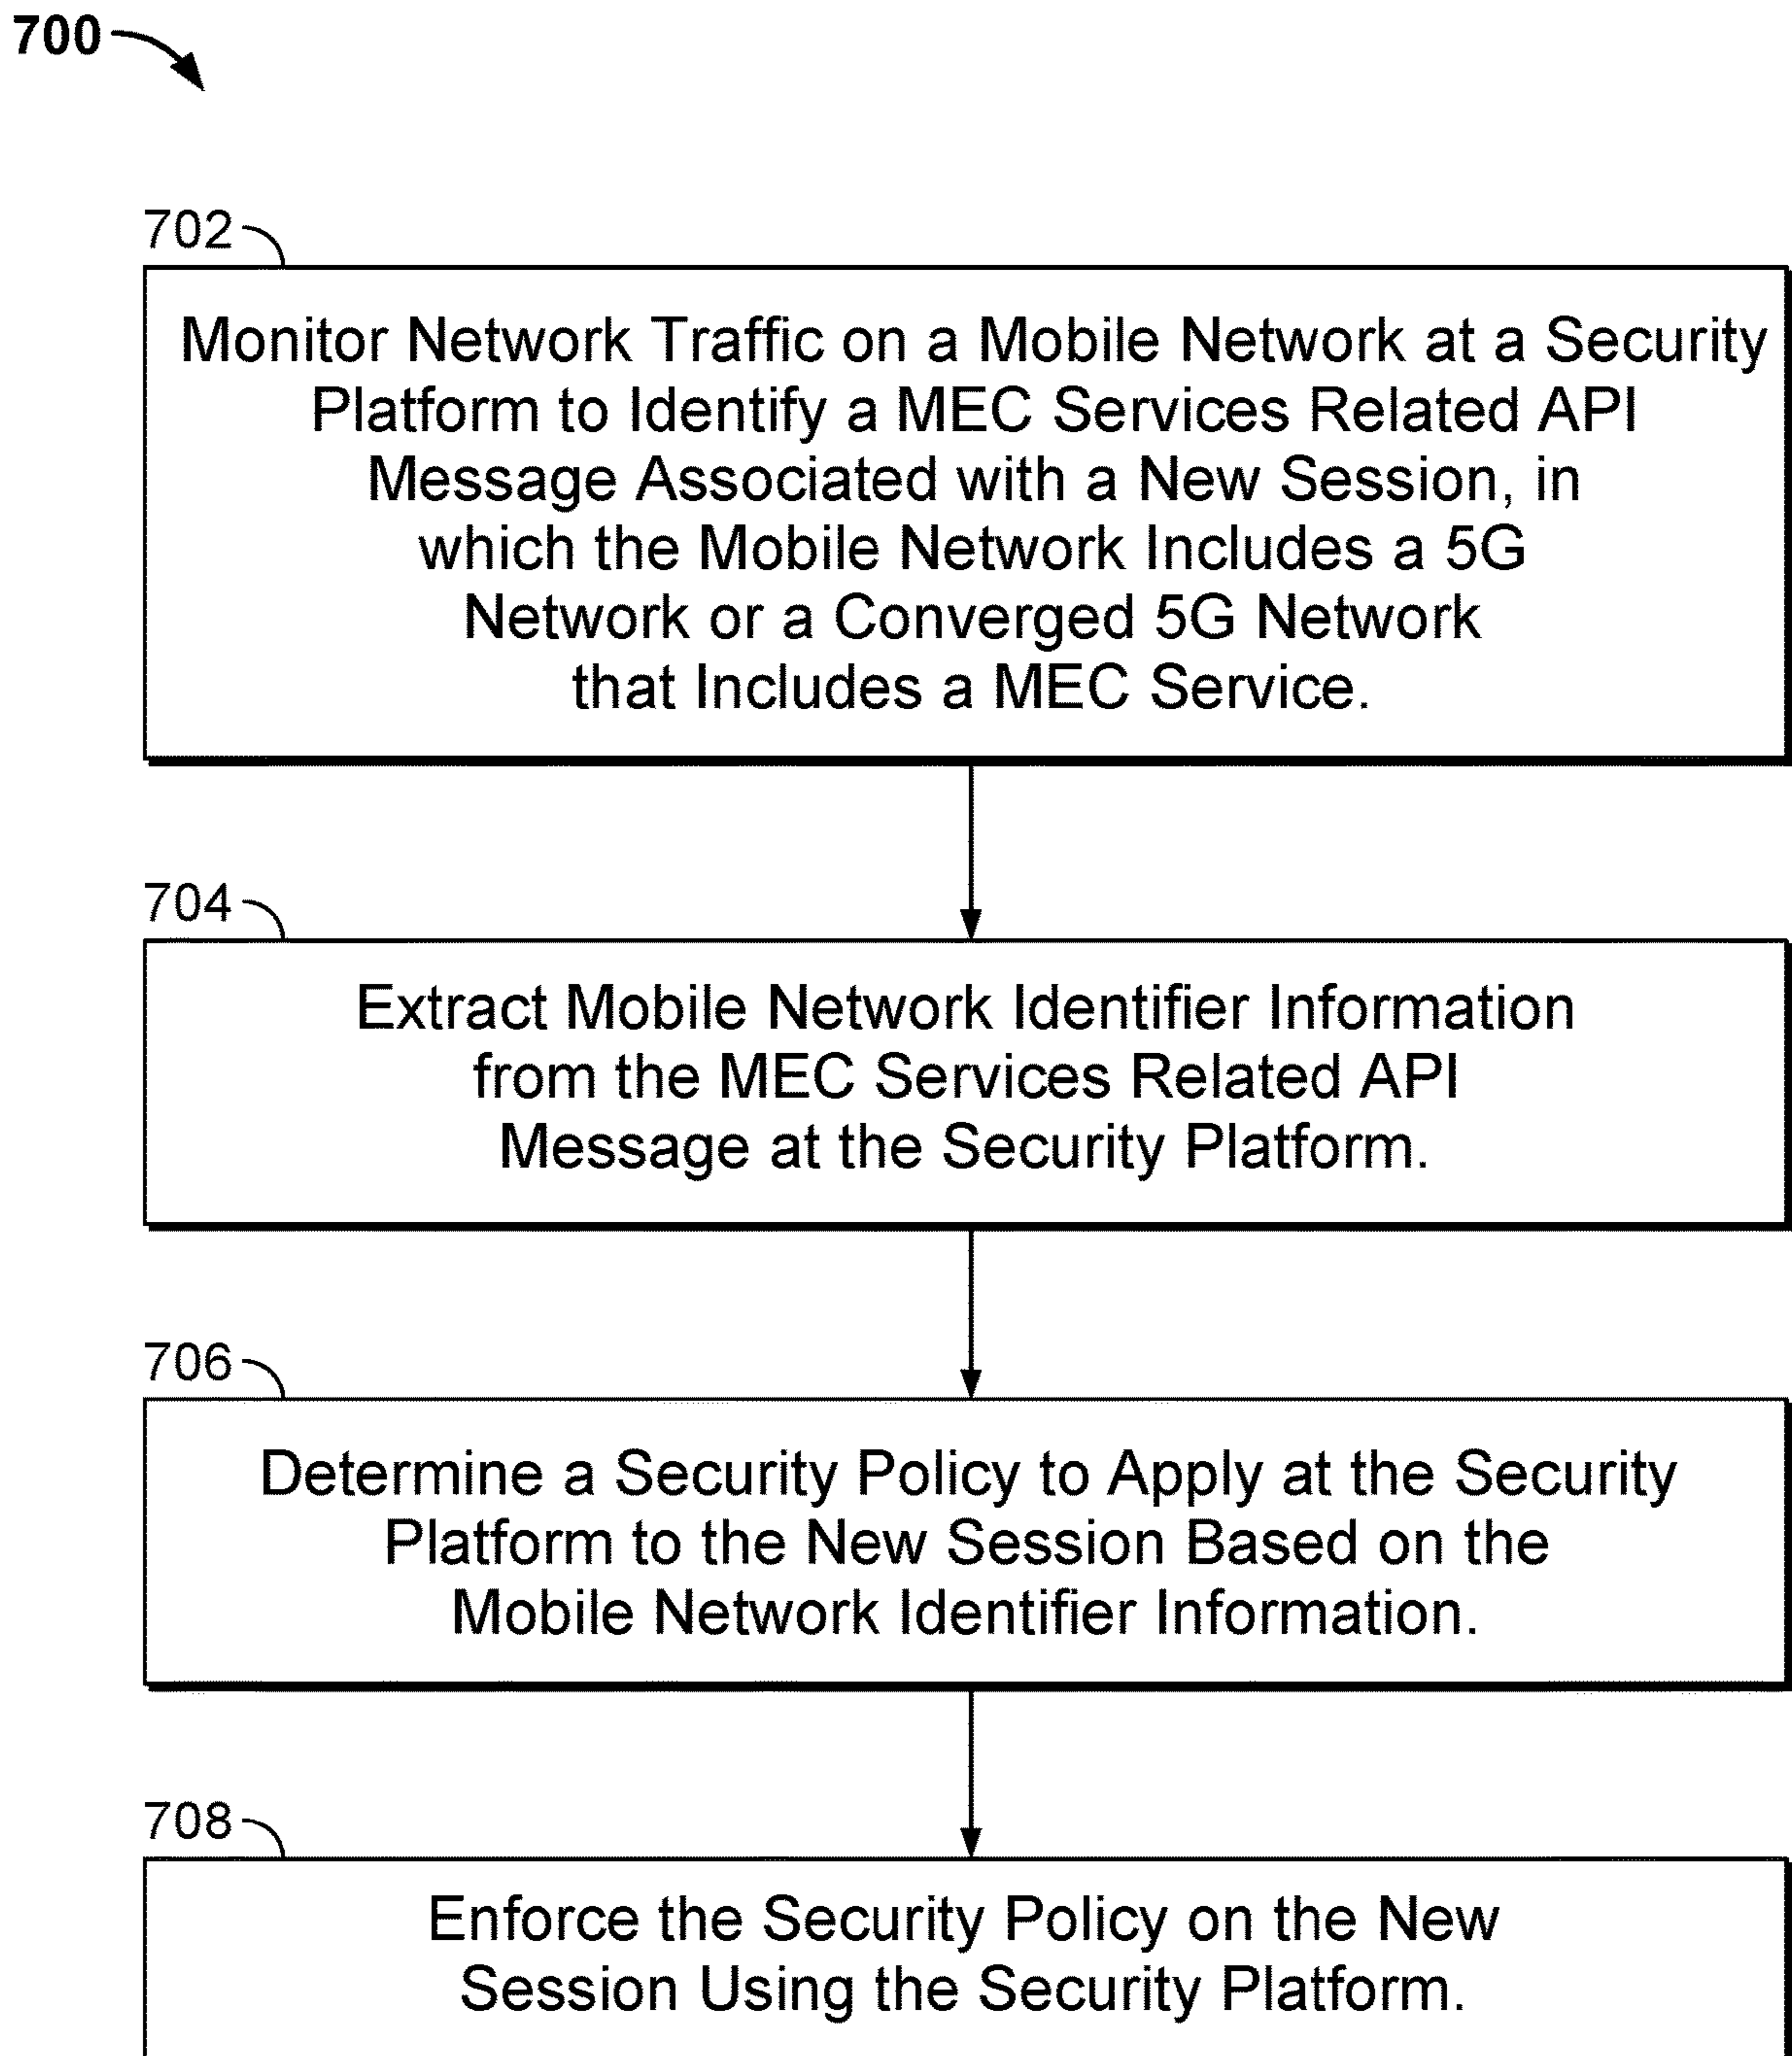 700
702
Monitor Network Traffic on a Mobile Network at a Security
Platform to Identify a MEC Services Related API
Message Associated with a New Session, in
which the Mobile Network Includes a 5G
Network or a Converged 5G Network
that Includes a MEC Service.
704
Extract Mobile Network Identifier Information
from the MEC Services Related API
Message at the Security Platform.
706
Determine a Security Policy to Apply at the Security
Platform to the New Session Based on the
Mobile Network Identifier Information.
708
Enforce the Security Policy on the New
Session Using the Security Platform.